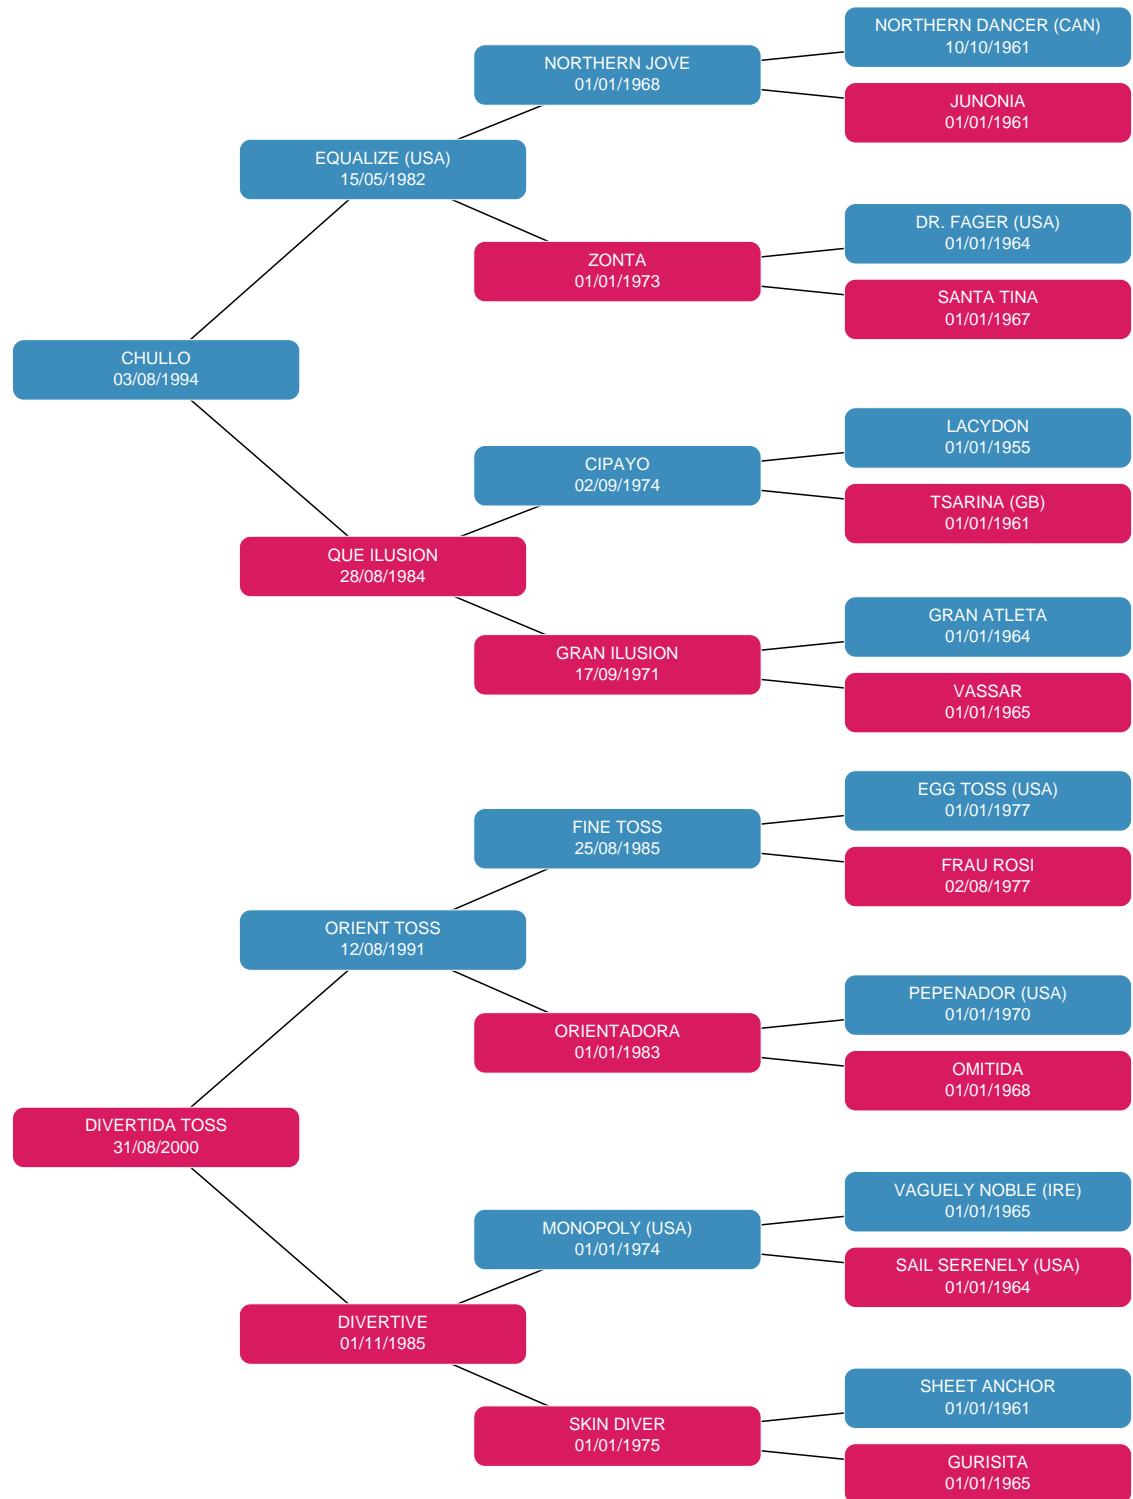 NORTHERN DANCER (CAN)
10/10/1961
NORTHERN JOVE
01/01/1968
JUNONIA
01/01/1961
EQUALIZE (USA)
15/05/1982
DR. FAGER (USA)
01/01/1964
ZONTA
01/01/1973
SANTA TINA
01/01/1967
CHULLO
03/08/1994
LACYDON
01/01/1955
CIPAYO
02/09/1974
TSARINA (GB)
01/01/1961
QUE ILUSION
28/08/1984
GRAN ATLETA
01/01/1964
GRAN ILUSION
17/09/1971
VASSAR
01/01/1965
EGG TOSS (USA)
01/01/1977
FINE TOSS
25/08/1985
FRAU ROSI
02/08/1977
ORIENT TOSS
12/08/1991
PEPENADOR (USA)
01/01/1970
ORIENTADORA
01/01/1983
OMITIDA
01/01/1968
DIVERTIDA TOSS
31/08/2000
VAGUELY NOBLE (IRE)
01/01/1965
MONOPOLY (USA)
01/01/1974
SAIL SERENELY (USA)
01/01/1964
DIVERTIVE
01/11/1985
SHEET ANCHOR
01/01/1961
SKIN DIVER
01/01/1975
GURISITA
01/01/1965